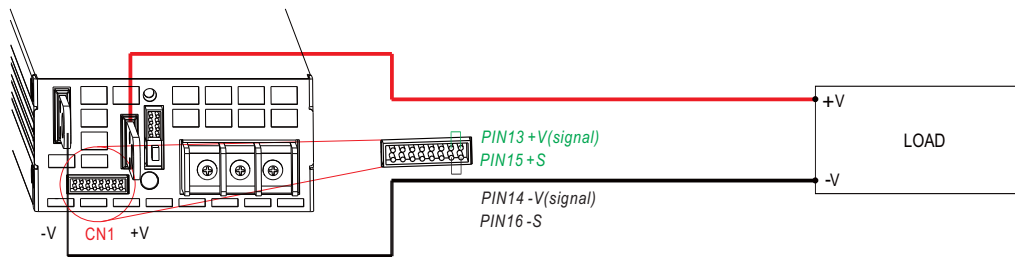 +V
LOAD
PIN13 +V(signal)
PIN15 +S
-V
PIN14 -V(signal)
PIN16 -S
-V CN1 +V